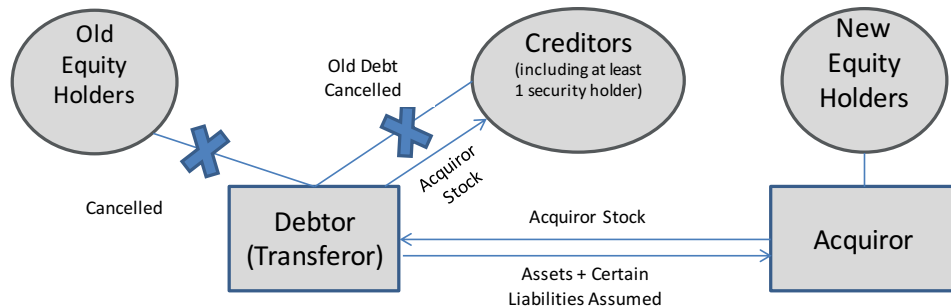 Old
Equity
Holders
Old Debt
Cancelled
Creditors
(including at least
1 security holder)
New
Equity
Holders
Cancelled
Acquiror
Stock
Debtor
(Transferor)
Acquiror Stock
Assets + Certain
Liabilities Assumed
Acquiror